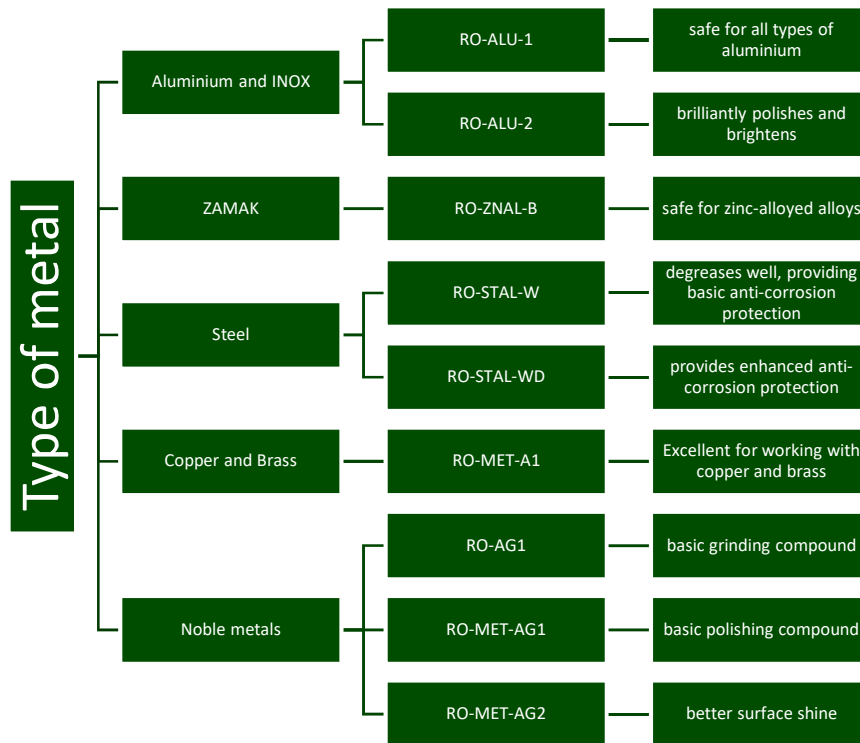 Type of metal
Aluminium and INOX
RO-ALU-1
safe for all types of
aluminium
RO-ALU-2
brilliantly polishes and
brightens
ZAMAK
RO-ZNAL-B
safe for zinc-alloyed alloys
Steel
RO-STAL-W
degreases well, providing
basic anti-corrosion
protection
RO-STAL-WD
provides enhanced anti-
corrosion protection
Copper and Brass
RO-MET-A1
Excellent for working with
copper and brass
Noble metals
RO-AG1
basic grinding compound
RO-MET-AG1
basic polishing compound
RO-MET-AG2
better surface shine